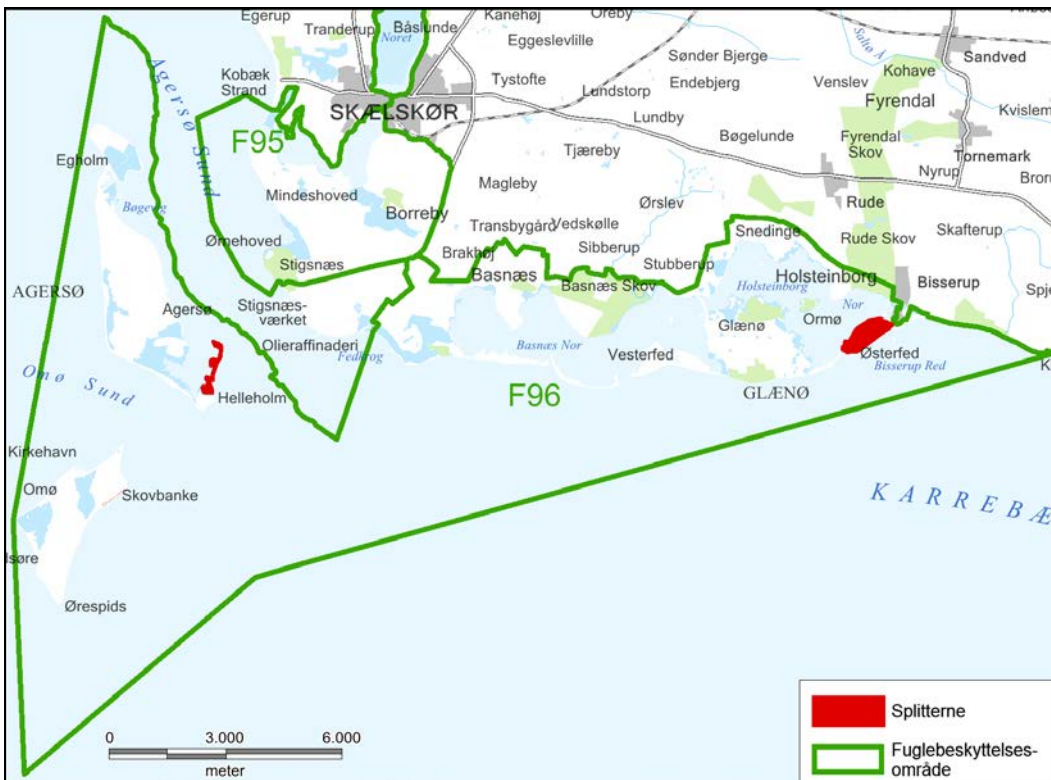 Egerup
Tranderup
Båslunde
Noret
Kanehøj
Oreby
Eggeslevlille
Saltø Å
Sandved
Kobæk
Strand
Tystofte
Sønder Bjerge
Endebjerg
Venslev
Kohave
SKÆLSKØR
Lundstorp
Lundby
Fyrendal
Kvislem
F95
Agersø Sund
Bøgelunde
Fyrendal
Skov
Tornemark
Egholm
Tjæreby
Nyrup
Mindeshoved
Magleby
Bøgevig
Borreby
Ørslev
Rude
Ørnehoved
Transbygård
Vedskølle
Snedinge
Rude Skov
Skafterup
Stigsnæs
Brakhøj
Sibberup
Stubberup
Basnæs
Basnæs Skov
Holsteinborg
Bisserup
Spje
AGERSØ
Agersø
Stigsnæs-
værket
Holsteinborg
Nor
Glænø
Ormø
Olieraffinaderi
Fedkrog
Basnæs Nor
Vesterfed
Østerfed
Bisserup Red
Omø Sund
Helleholm
F96
GLÆNØ
Kirkehavn
Omø
Skovbanke
KARREBÆ
Ørespids
0 3.000 6.000
meter
Splitterne
Fuglebeskyttelses-
område